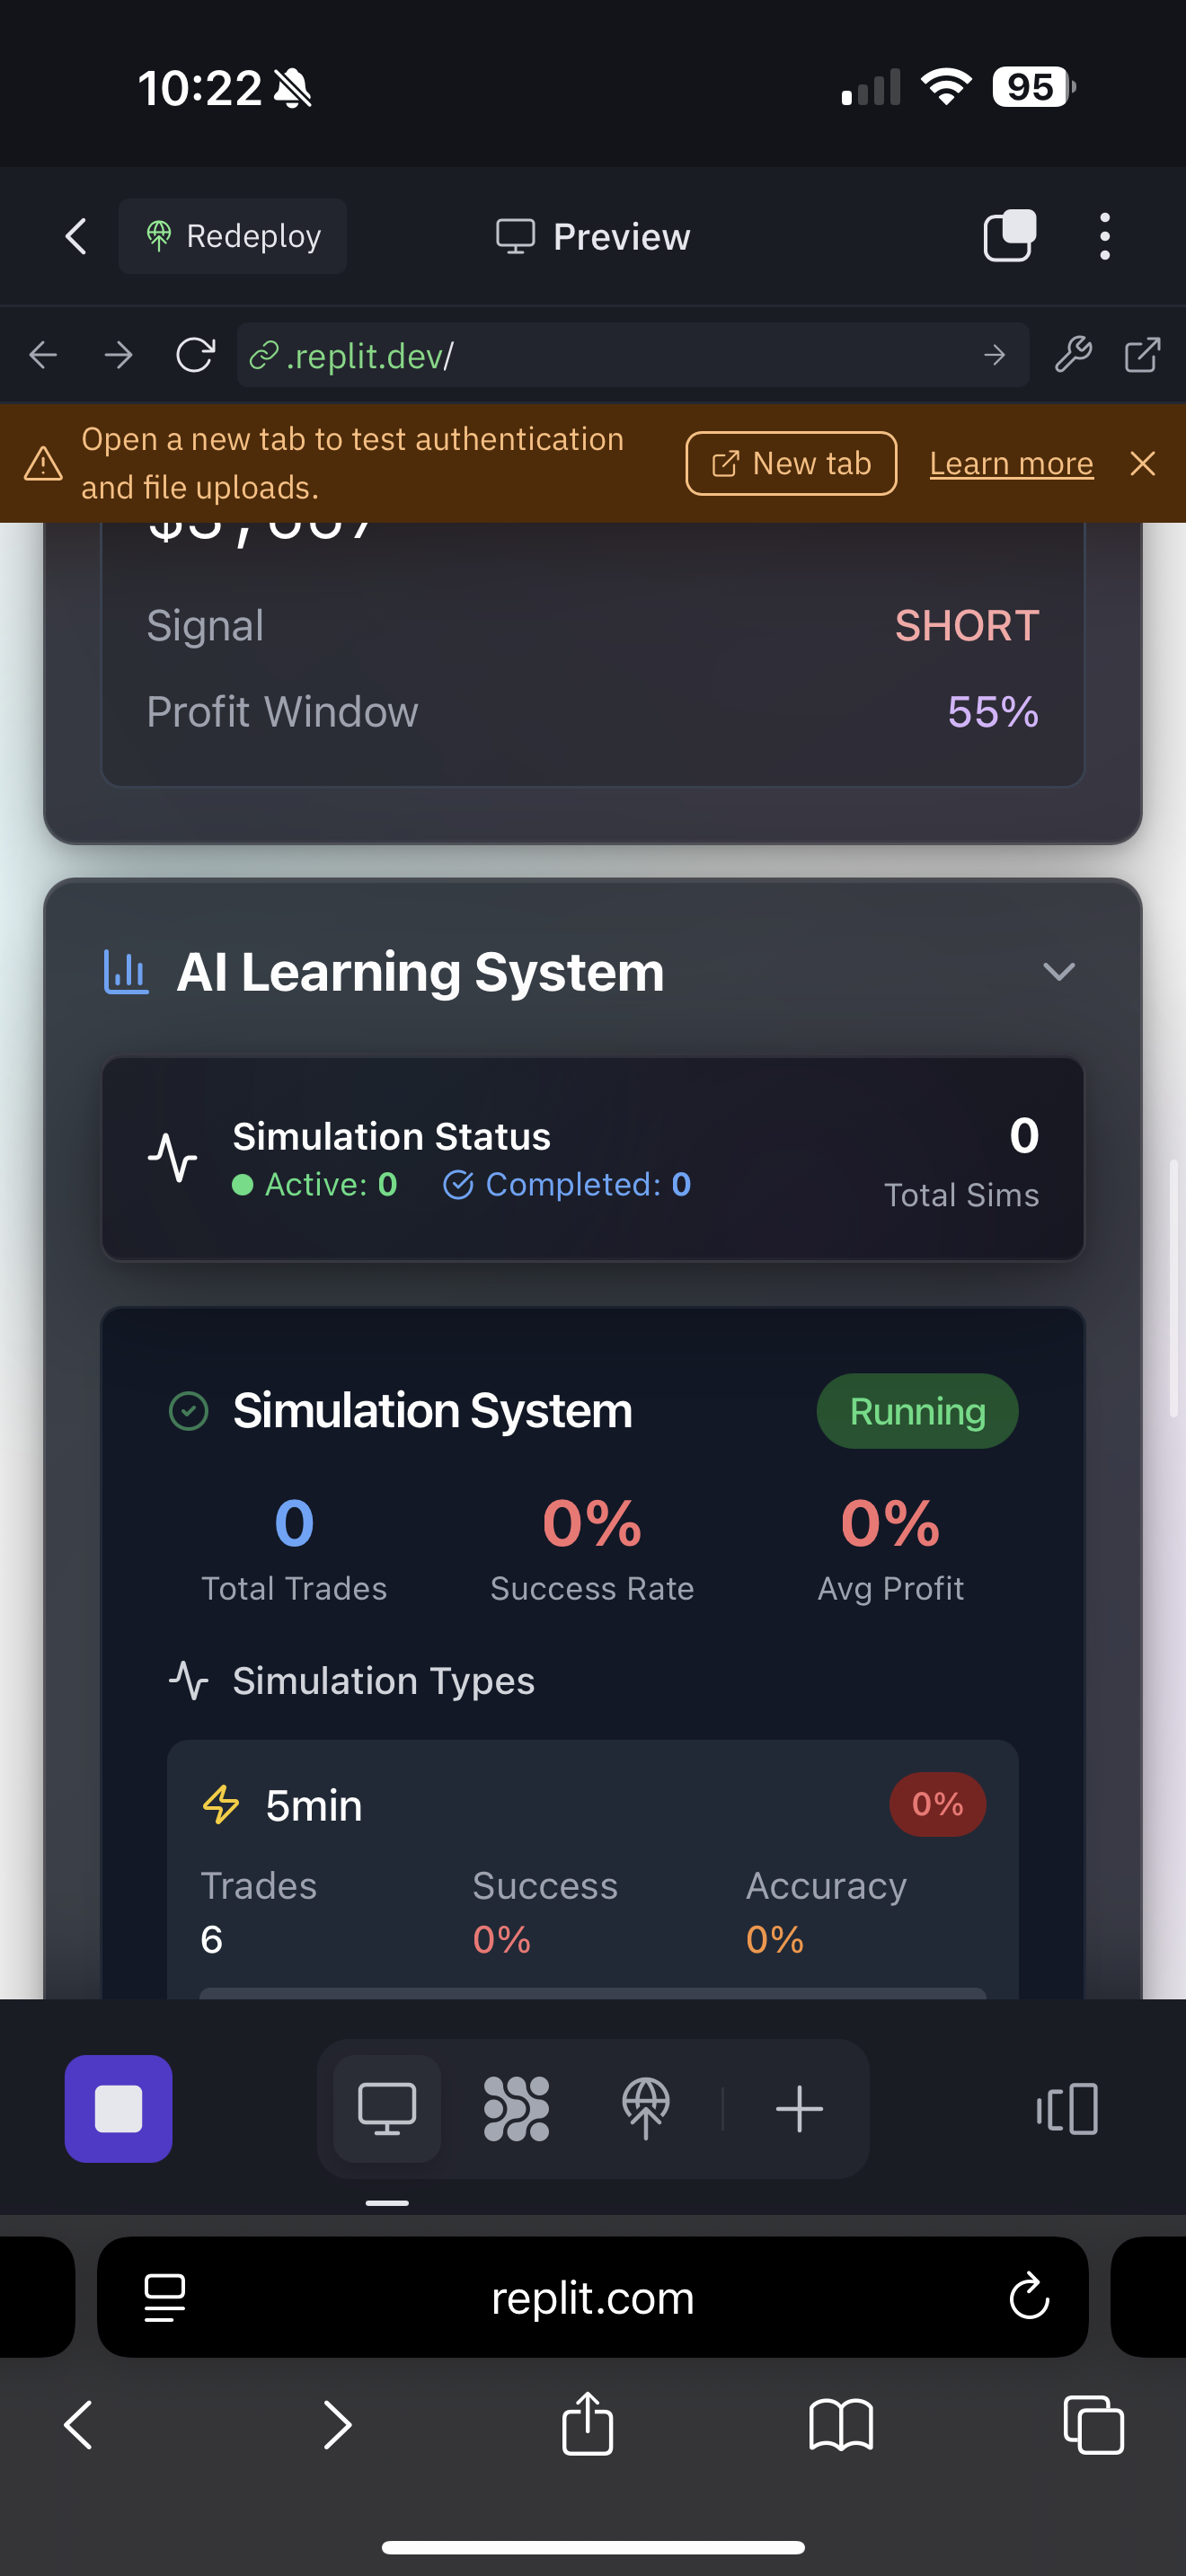 10:22
95
Redeploy
Preview
.replit.dev/
Open a new tab to test authentication
and file uploads.
New tab
Learn more
Signal
SHORT
Profit Window
55%
AI Learning System
Simulation Status
Active: 0
Completed: 0
0
Total Sims
Simulation System
Running
0
0%
0%
Total Trades
Success Rate
Avg Profit
Simulation Types
5min
0%
Trades
Success
Accuracy
6
0%
0%
replit.com